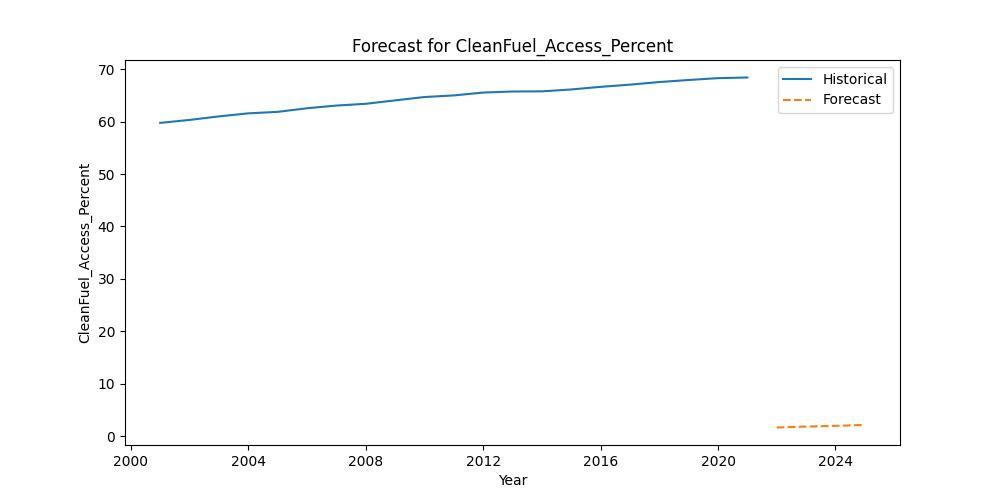 Forecast for CleanFuel_Access_Percent
Historical
Forecast
CleanFuel_Access_Percent
70
60
50
40
30
20
10
0
2000 2004 2008 2012 2016 2020 2024
Year